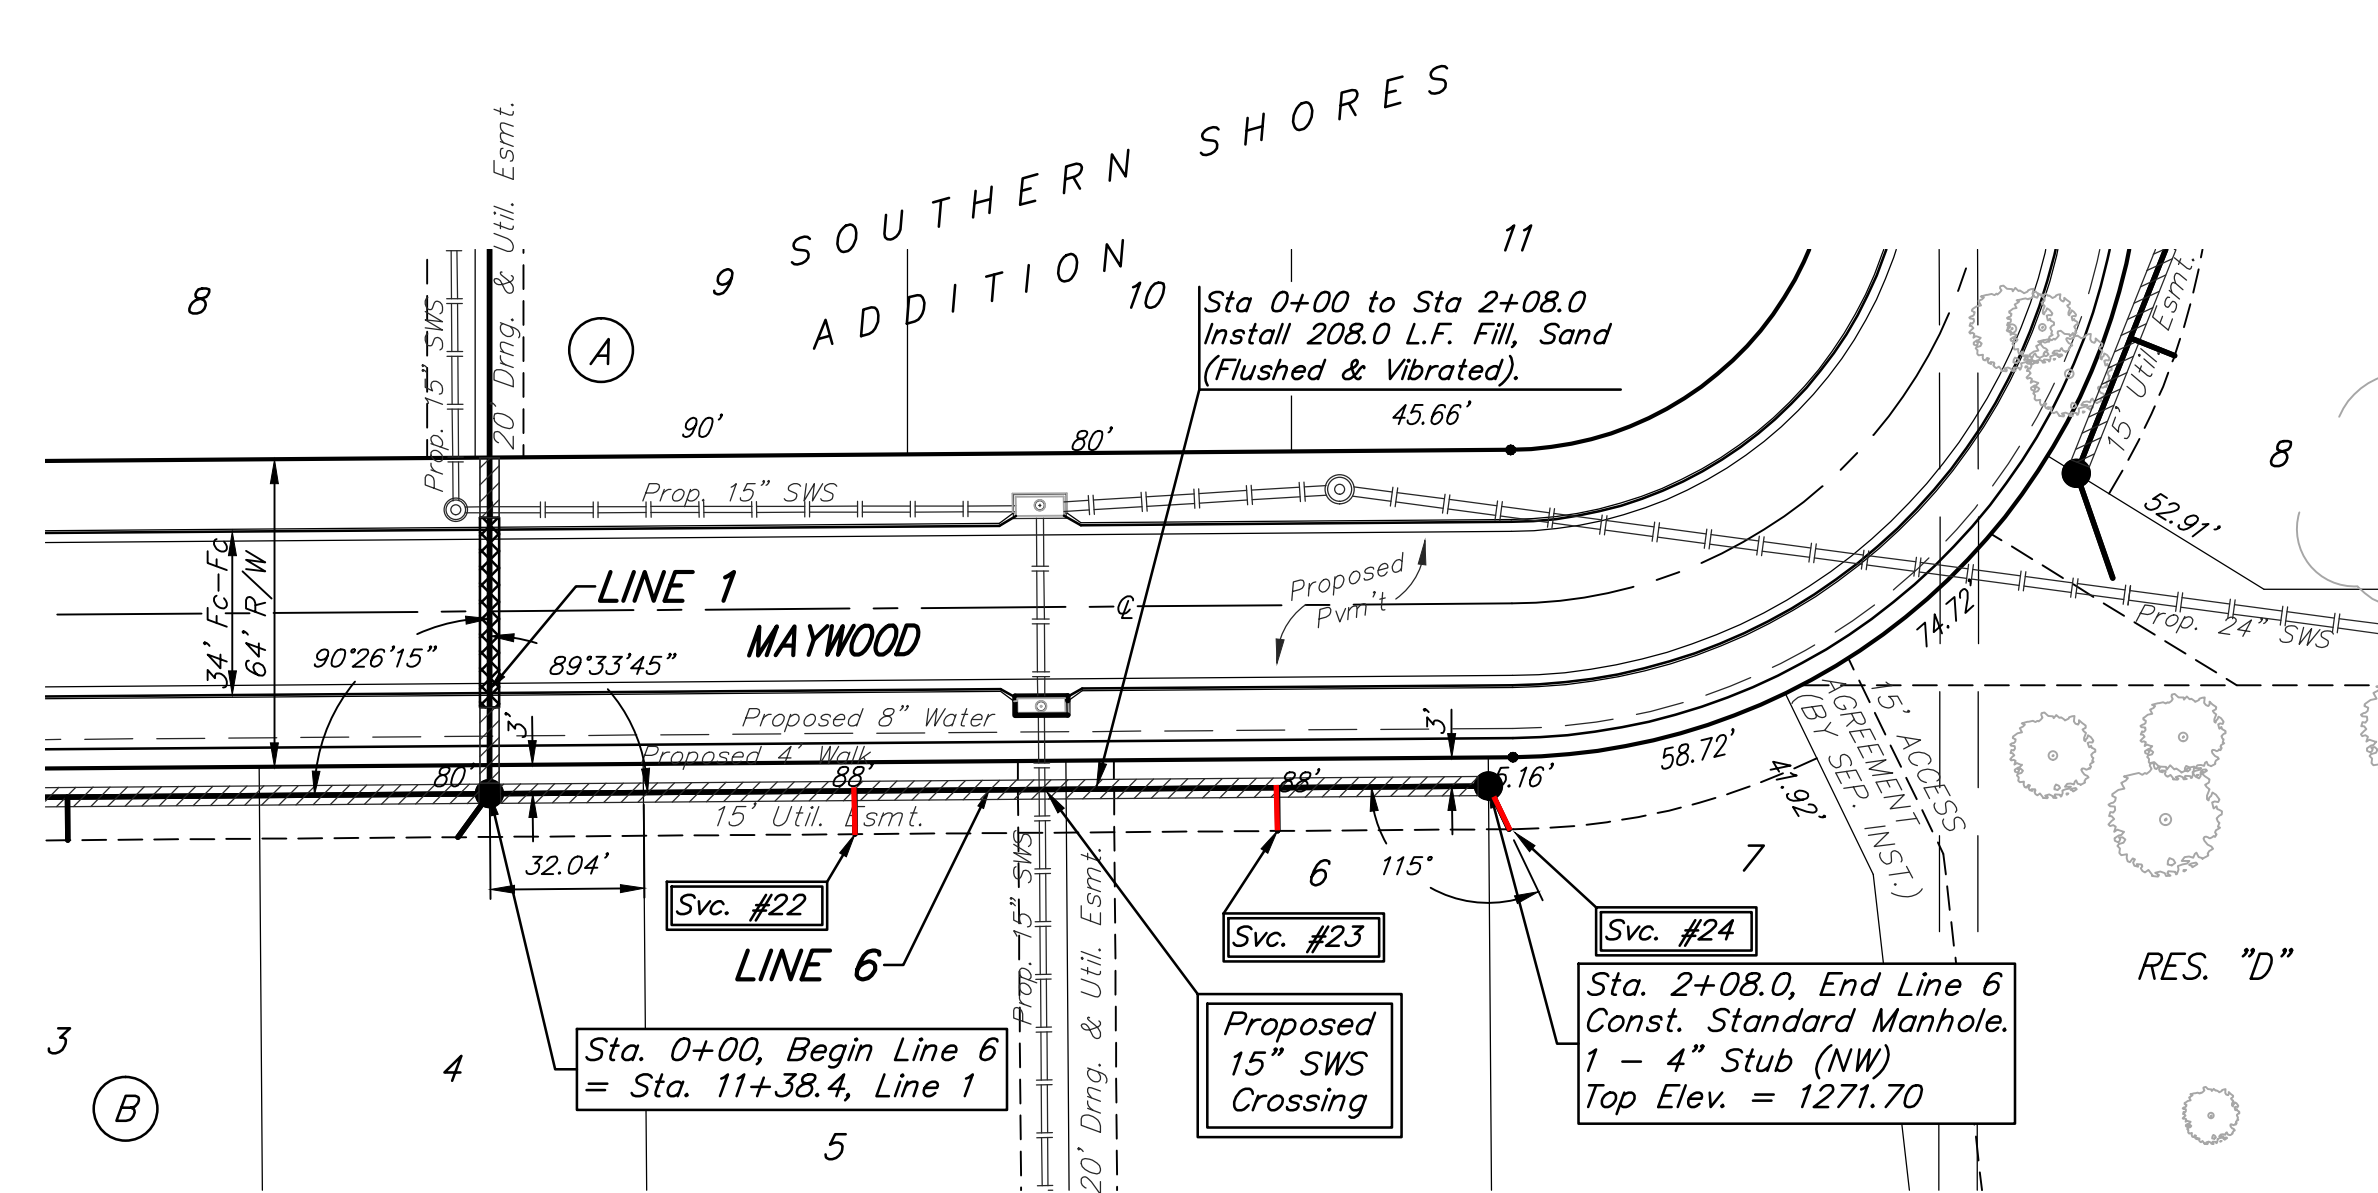 SOUTHERN SHORES
ADDITION
20' Drng. & Util. Esmt.
Prop. 15" SWS
8
9
10
11
A
Sta 0+00 to Sta 2+08.0
Install 208.0 L.F. Fill, Sand
(Flushed & Vibrated).
90'
80'
45.66'
Prop. 15" SWS
15' Util. Esmt.
8
52.91'
34' Fc-Fc
64' R/W
LINE 1
MAYWOOD
℄
Proposed
Pvm't
90°26'15"
89°33'45"
74.72'
Prop. 24" SWS
Proposed 8" Water
Proposed 4' Walk
3'
3'
80'
88'
88'
5.16'
58.72'
41.92'
15' ACCESS
AGREEMENT
(BY SEP. INST.)
15' Util. Esmt.
32.04'
115°
6
7
Svc. #22
Svc. #23
Svc. #24
LINE 6
Prop. 15" SWS
20' Drng. & Util. Esmt.
RES. "D"
Sta. 0+00, Begin Line 6
= Sta. 11+38.4, Line 1
Proposed
15" SWS
Crossing
Sta. 2+08.0, End Line 6
Const. Standard Manhole.
1 - 4" Stub (NW)
Top Elev. = 1271.70
3
4
5
B